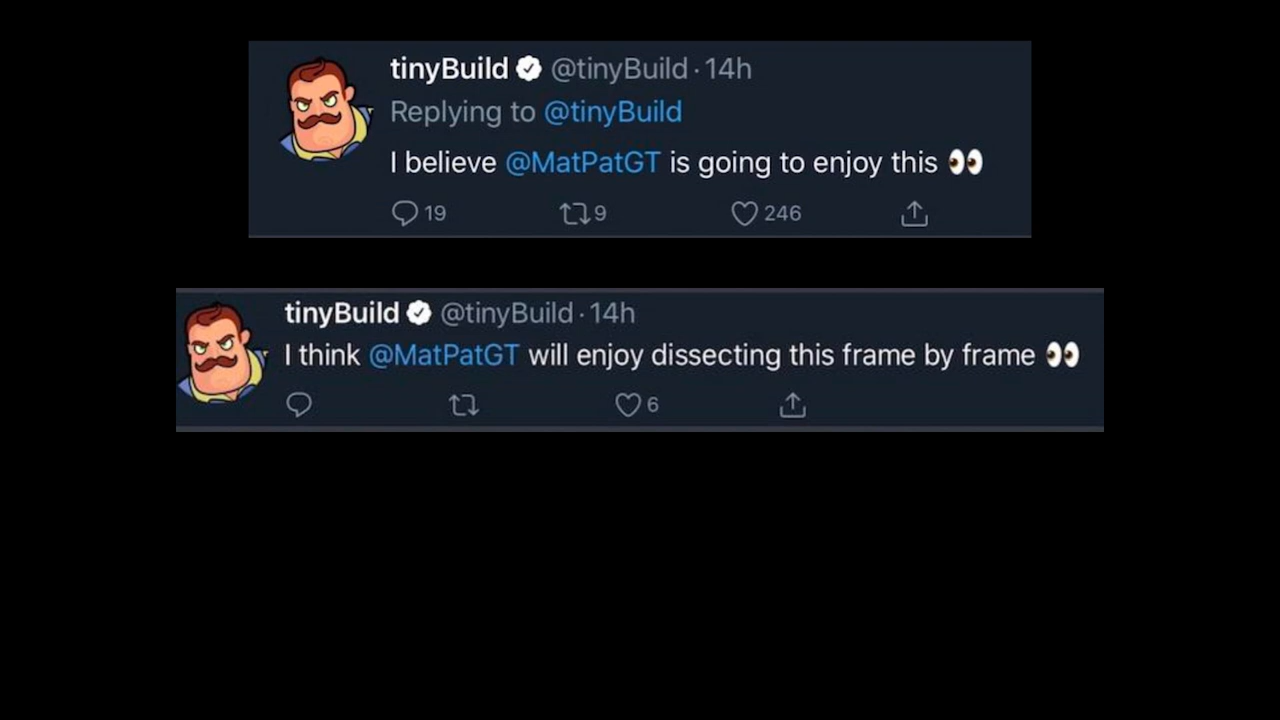 tinyBuild @tinyBuild · 14h
Replying to @tinyBuild
I believe @MatPatGT is going to enjoy this 👀
19 9 246
tinyBuild @tinyBuild · 14h
I think @MatPatGT will enjoy dissecting this frame by frame 👀
6